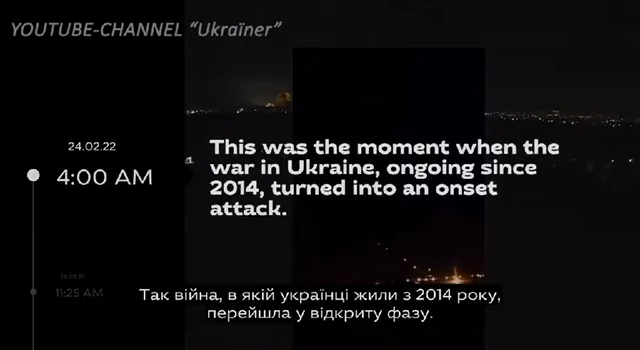 YOUTUBE-CHANNEL “Ukraïner”
24.02.22
4:00 AM
This was the moment when the
war in Ukraine, ongoing since
2014, turned into an onset
attack.
11:25 AM
Так війна, в якій українці жили з 2014 року,
перейшла у відкриту фазу.